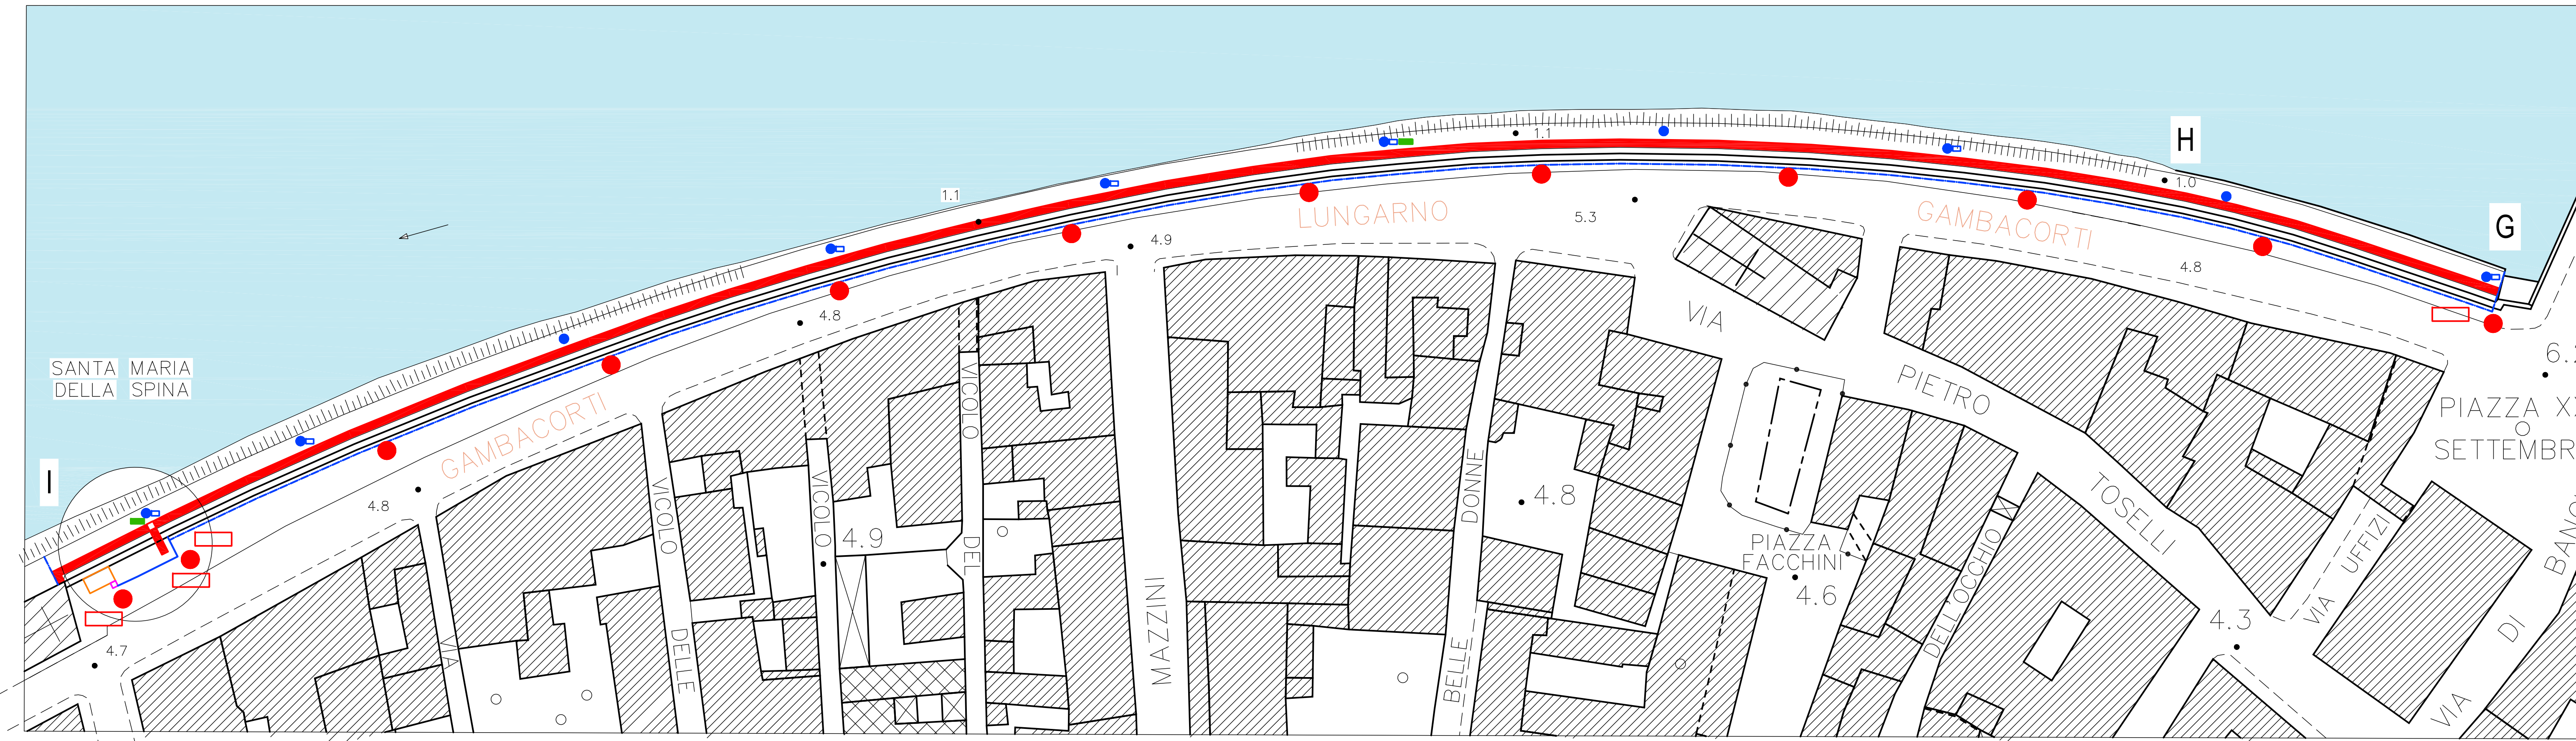 H
1.1
1.0
1.1
G
LUNGARNO
GAMBACORTI
5.3
4.9
4.8
4.8
VIA
PIETRO
TOSELLI
SANTA MARIA
DELLA SPINA
I
GAMBACORTI
4.8
4.7
VIA
VICOLO
DELLE
VICOLO
4.9
VICOLO
DEL
MAZZINI
BELLE
DONNE
4.8
PIAZZA
FACCHINI
4.6
DELL'OCCHIO
4.3
VIA
UFFIZI
VIA
DI
PIAZZA
SETTEMBR